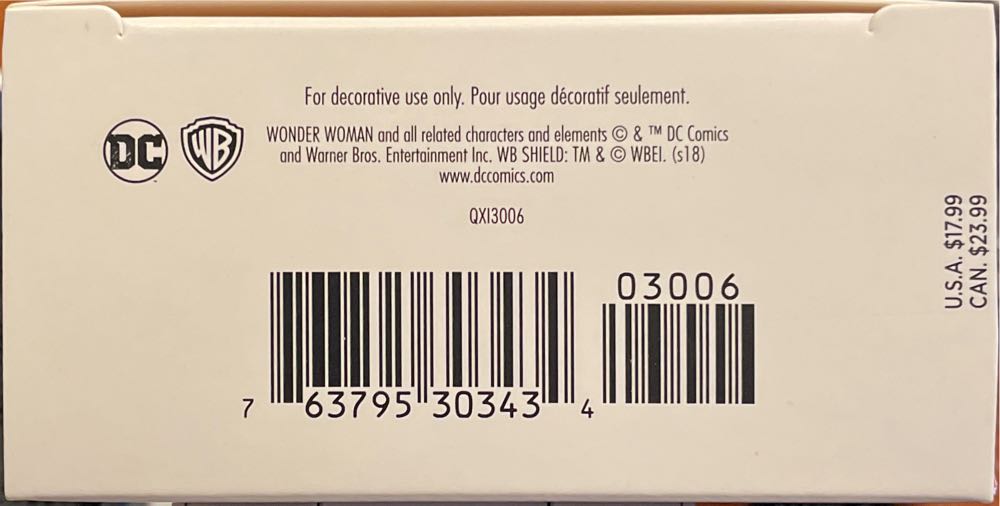 For decorative use only. Pour usage décoratif seulement.
DC
WB
WONDER WOMAN and all related characters and elements © & ™ DC Comics
and Warner Bros. Entertainment Inc. WB SHIELD: TM & © WBEI. (s18)
www.dccomics.com
QXI3006
U.S.A. $17.99
CAN. $23.99
03006
7 63795 30343 4